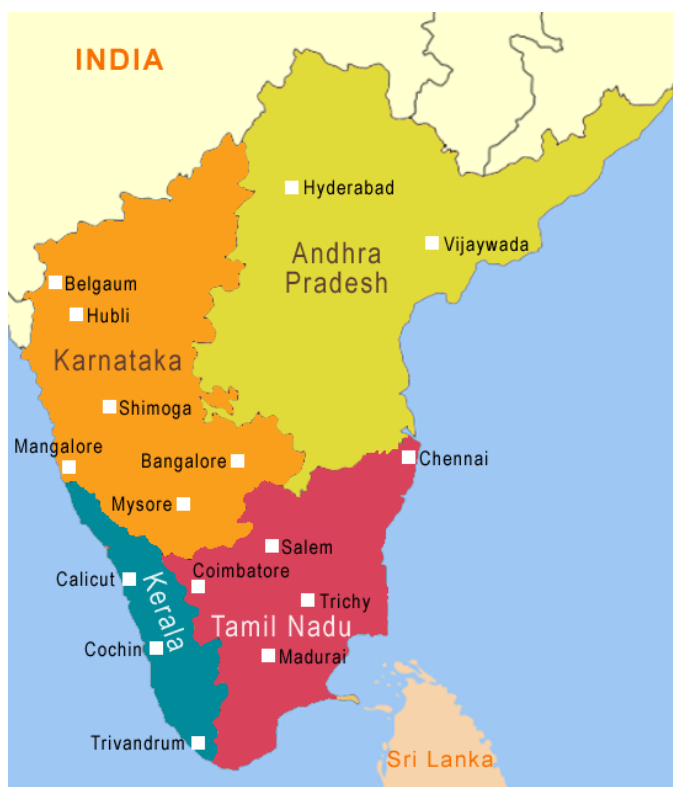 INDIA
Hyderabad
Vijaywada
Andhra
Pradesh
Belgaum
Hubli
Karnataka
Shimoga
Mangalore
Bangalore
Chennai
Mysore
Salem
Coimbatore
Calicut
Kerala
Trichy
Tamil Nadu
Cochin
Madurai
Trivandrum
Sri Lanka